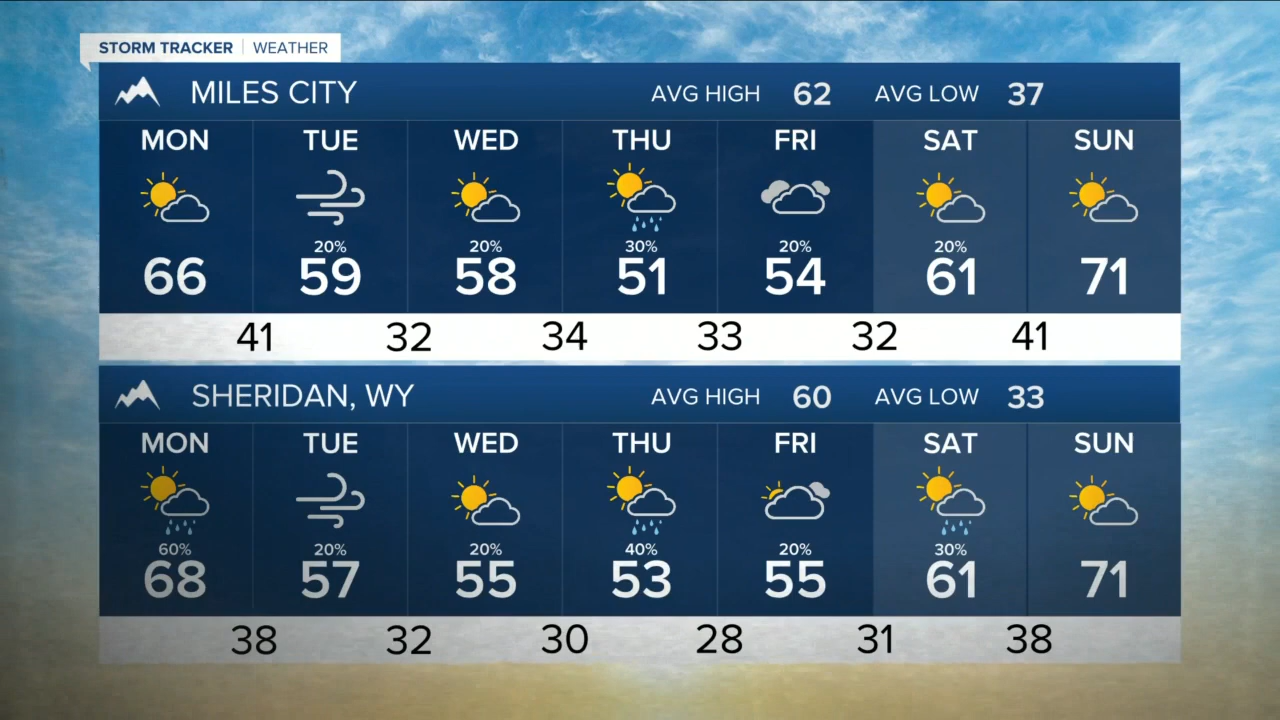 STORM TRACKER | WEATHER
MILES CITY AVG HIGH 62 AVG LOW 37
MON TUE WED THU FRI SAT SUN
20% 20% 30% 20% 20%
66 59 58 51 54 61 71
41 32 34 33 32 41
SHERIDAN, WY AVG HIGH 60 AVG LOW 33
MON TUE WED THU FRI SAT SUN
60% 20% 20% 40% 20% 30%
68 57 55 53 55 61 71
38 32 30 28 31 38